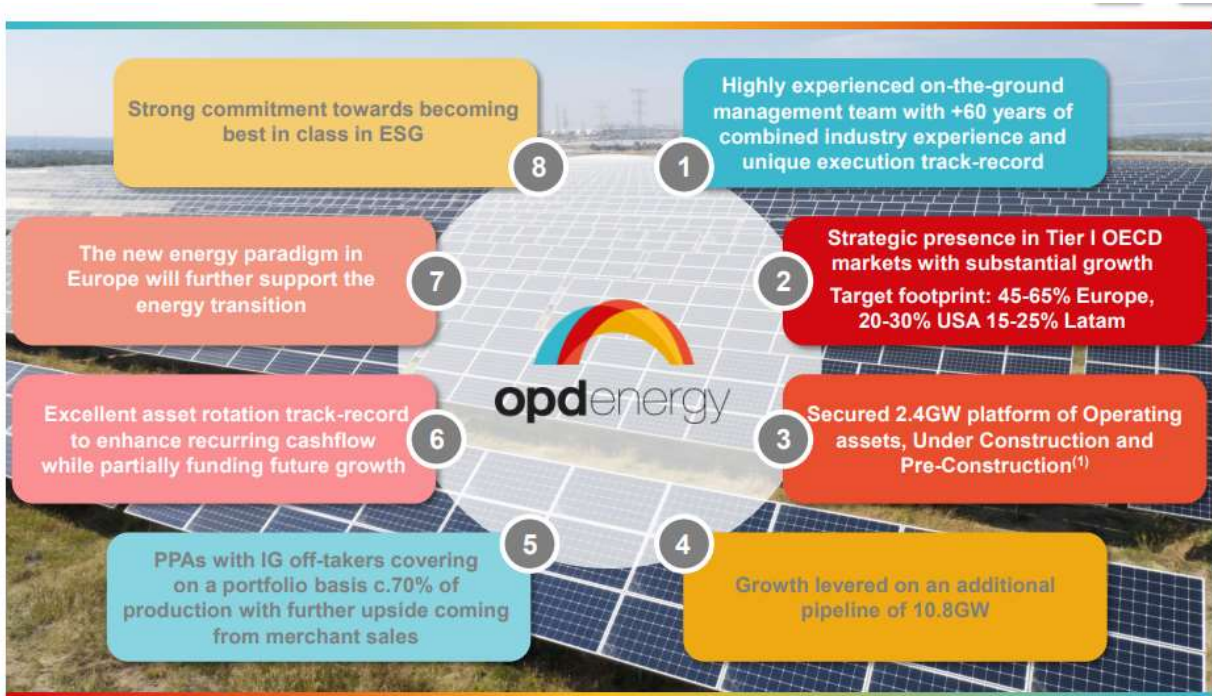 Highly experienced on-the-ground
management team with +60 years of
combined industry experience and
unique execution track-record
1
Strategic presence in Tier I OECD
markets with substantial growth
Target footprint: 45-65% Europe,
20-30% USA 15-25% Latam
2
Secured 2.4GW platform of Operating
assets, Under Construction and
Pre-Construction(1)
3
Growth levered on an additional
pipeline of 10.8GW
4
PPAs with IG off-takers covering
on a portfolio basis c.70% of
production with further upside coming
from merchant sales
5
Excellent asset rotation track-record
to enhance recurring cashflow
while partially funding future growth
6
The new energy paradigm in
Europe will further support the
energy transition
7
Strong commitment towards becoming
best in class in ESG
8
opdenergy